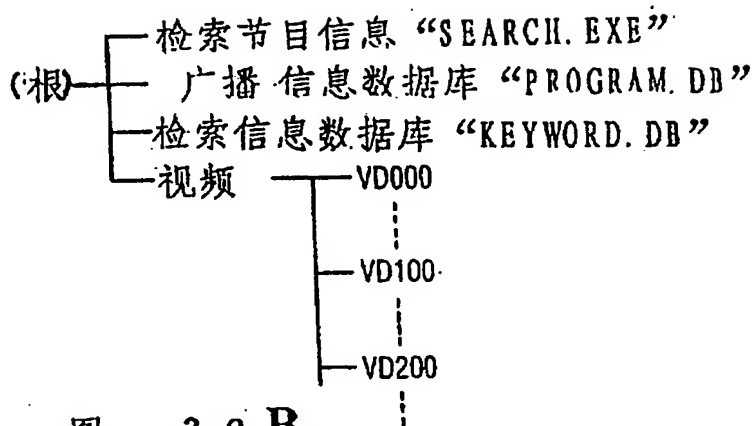 检索节目信息 “SEARCH.EXE”
(根) 广播信息数据库 “PROGRAM.DB”
检索信息数据库 “KEYWORD.DB”
视频 VD000
VD100
VD200